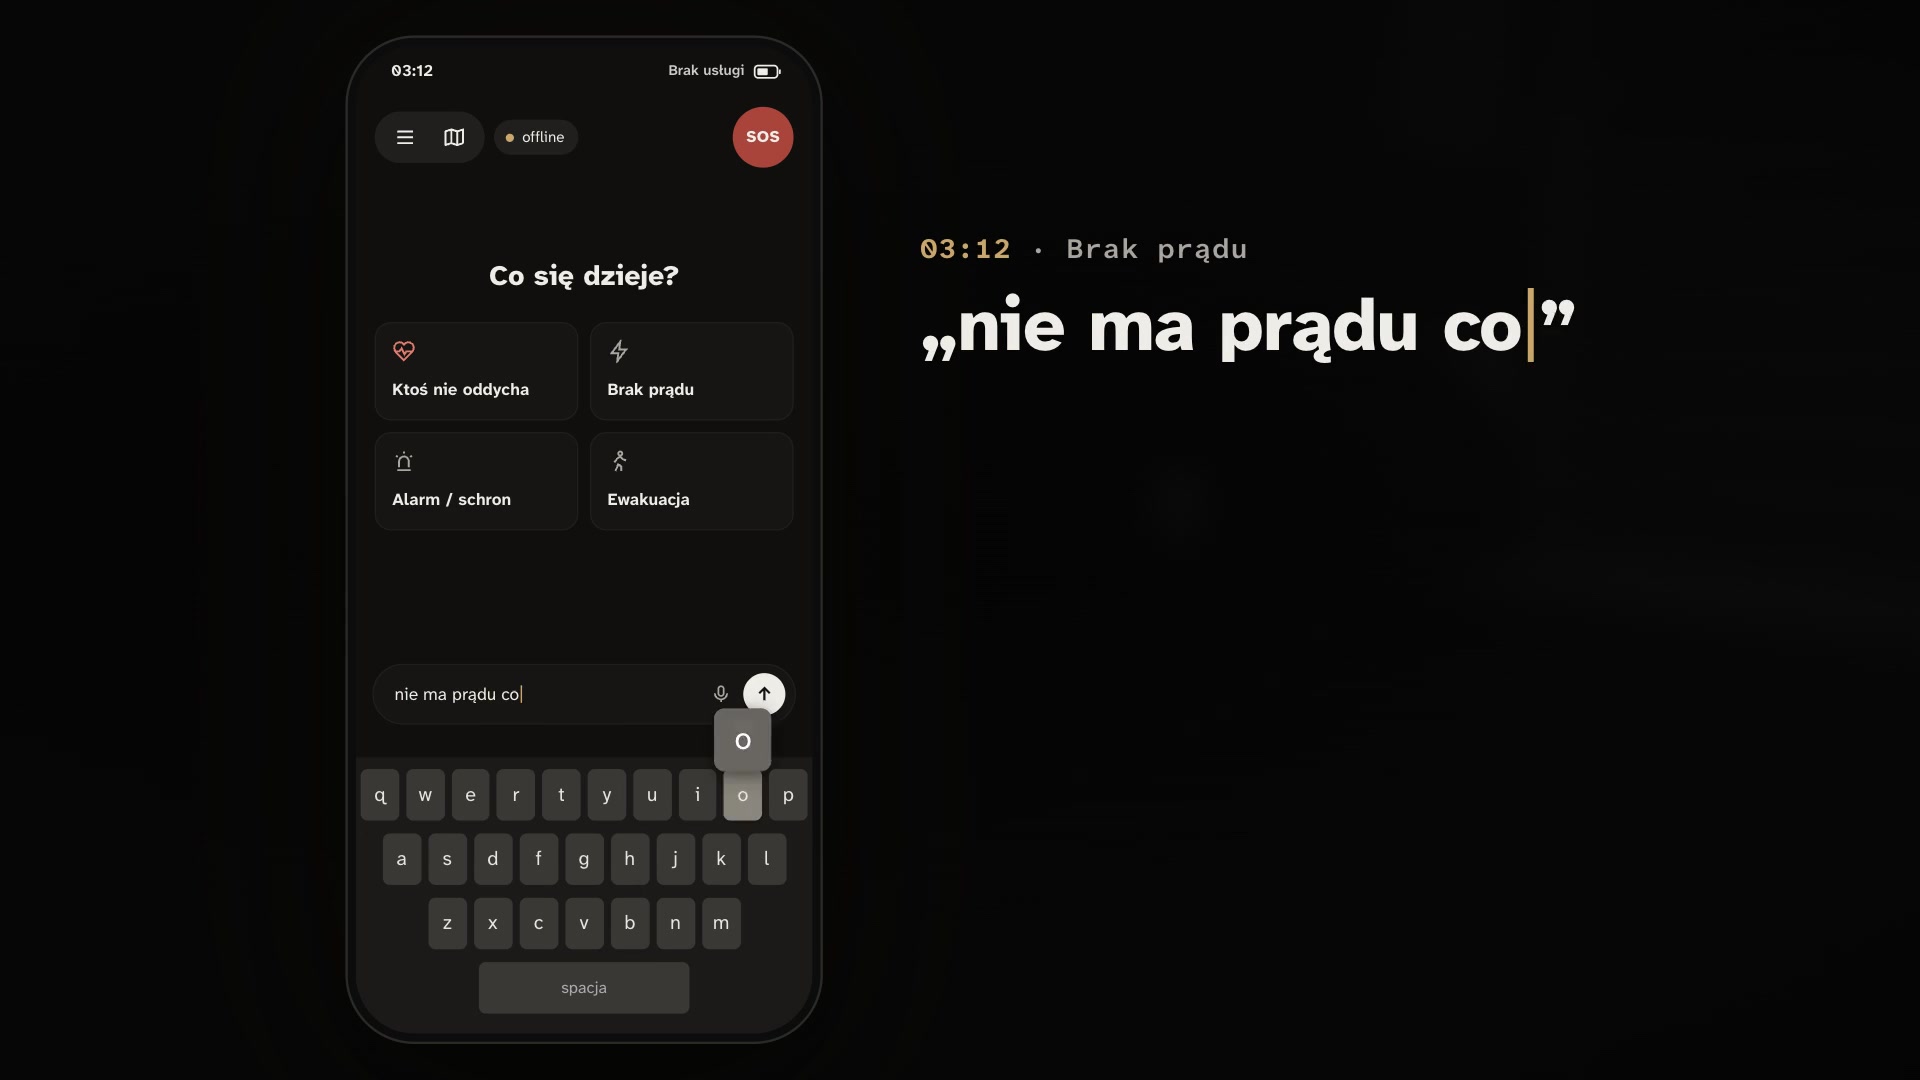 03:12
Brak usługi
offline
SOS
Co się dzieje?
Ktoś nie oddycha
Brak prądu
Alarm / schron
Ewakuacja
nie ma prądu co
o
q w e r t y u i o p
a s d f g h j k l
z x c v b n m
spacja
03:12 · Brak prądu
„nie ma prądu co”